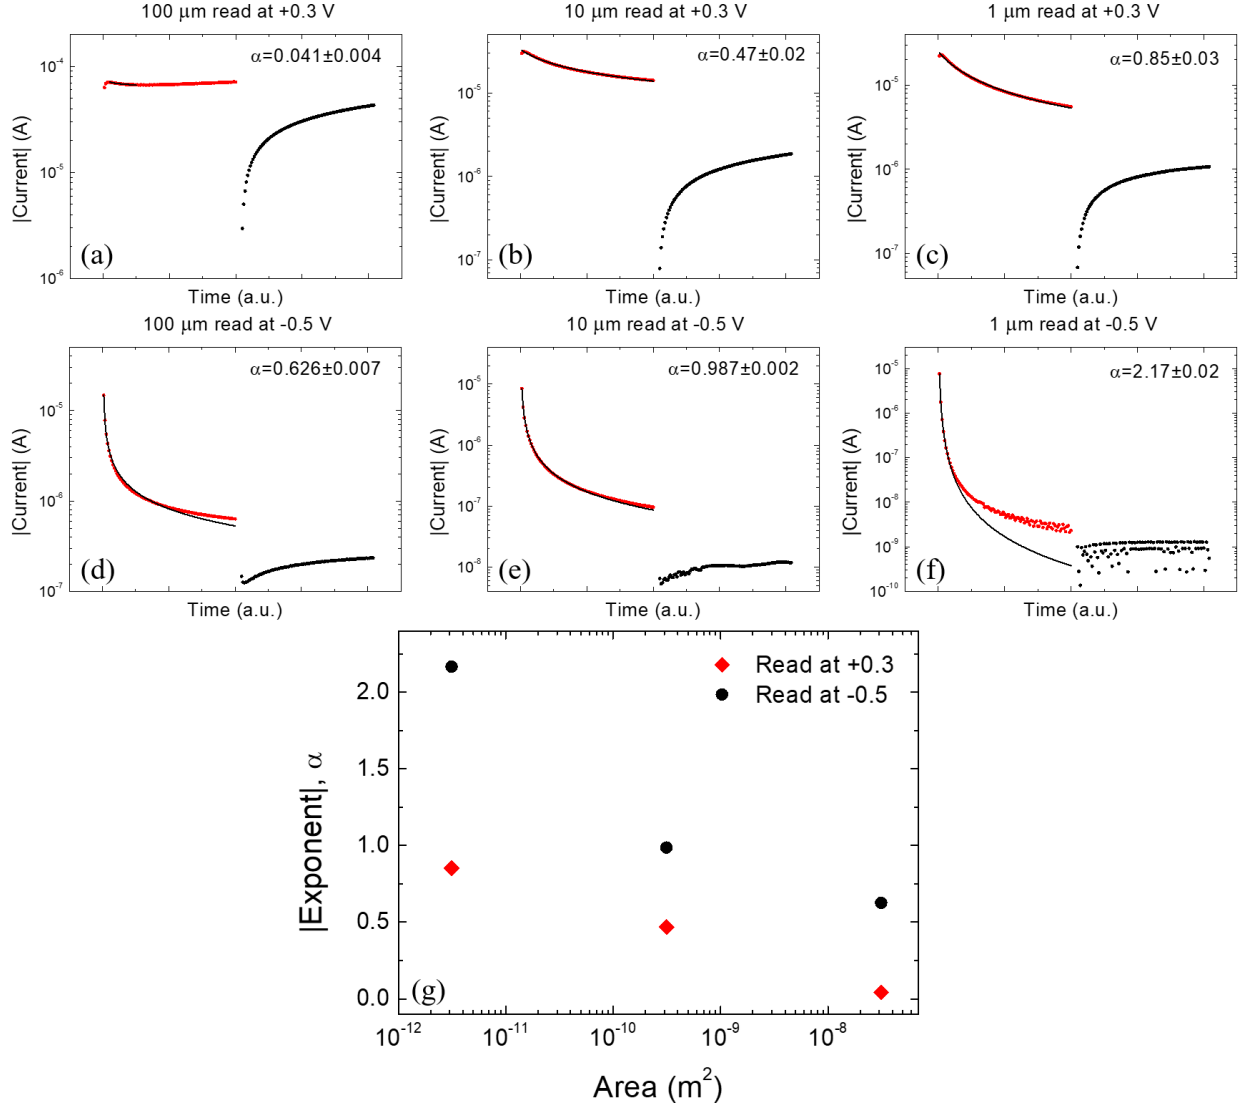 100 μm read at +0.3 V
10 μm read at +0.3 V
1 μm read at +0.3 V
α=0.041±0.004
α=0.47±0.02
α=0.85±0.03
|Current| (A)
10⁻⁴
10⁻⁵
10⁻⁶
(a)
Time (a.u.)
|Current| (A)
10⁻⁵
10⁻⁶
10⁻⁷
(b)
Time (a.u.)
|Current| (A)
10⁻⁵
10⁻⁶
10⁻⁷
(c)
Time (a.u.)
100 μm read at -0.5 V
10 μm read at -0.5 V
1 μm read at -0.5 V
α=0.626±0.007
α=0.987±0.002
α=2.17±0.02
|Current| (A)
10⁻⁵
10⁻⁶
10⁻⁷
(d)
Time (a.u.)
|Current| (A)
10⁻⁵
10⁻⁶
10⁻⁷
10⁻⁸
(e)
Time (a.u.)
|Current| (A)
10⁻⁵
10⁻⁶
10⁻⁷
10⁻⁸
10⁻⁹
10⁻¹⁰
(f)
Time (a.u.)
Read at +0.3
Read at -0.5
|Exponent|, α
2.0
1.5
1.0
0.5
0.0
(g)
10⁻¹²
10⁻¹¹
10⁻¹⁰
10⁻⁹
10⁻⁸
Area (m²)